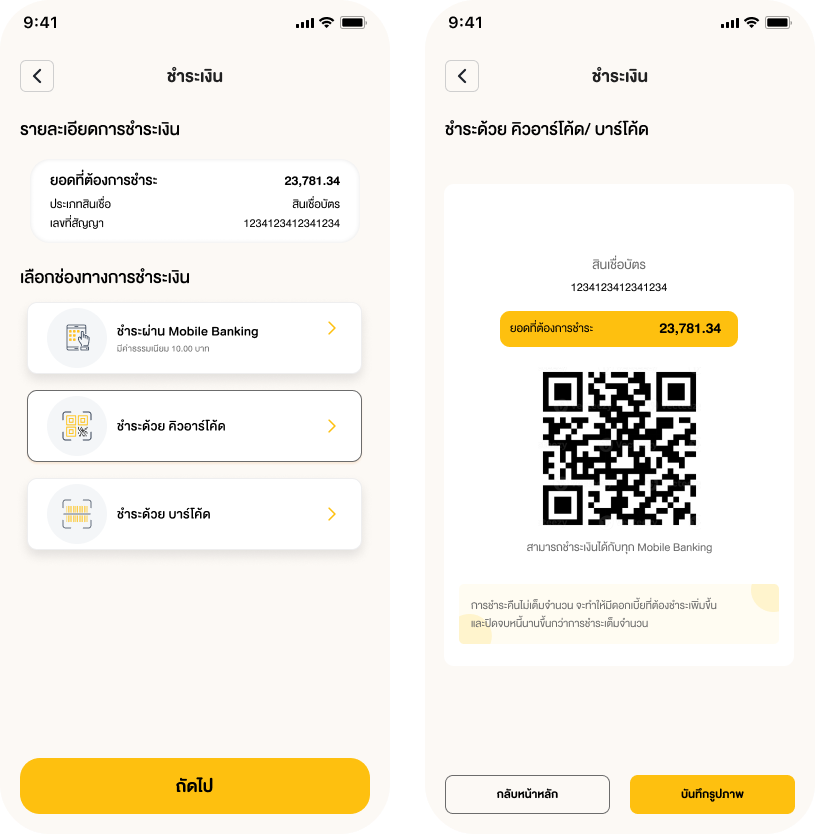 9:41
ชำระเงิน
รายละเอียดการชำระเงิน
ยอดที่ต้องการชำระ 23,781.34
ประเภทสินเชื่อ สินเชื่อบัตร
เลขที่สัญญา 1234123412341234
เลือกช่องทางการชำระเงิน
ชำระผ่าน Mobile Banking
มีค่าธรรมเนียม 10.00 บาท
ชำระด้วย คิวอาร์โค้ด
ชำระด้วย บาร์โค้ด
ถัดไป
9:41
ชำระเงิน
ชำระด้วย คิวอาร์โค้ด/ บาร์โค้ด
สินเชื่อบัตร
1234123412341234
ยอดที่ต้องการชำระ 23,781.34
สามารถชำระเงินได้กับทุก Mobile Banking
การชำระคืนไม่เต็มจำนวน จะทำให้มีดอกเบี้ยที่ต้องชำระเพิ่มขึ้น
และปิดจบหนี้นานขึ้นกว่าการชำระเต็มจำนวน
กลับหน้าหลัก
บันทึกรูปภาพ